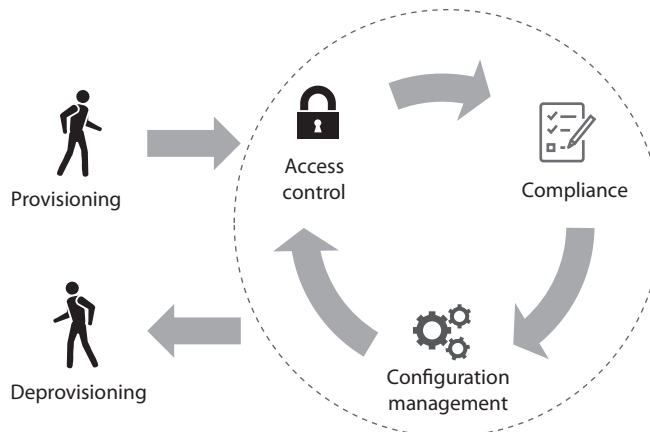 Provisioning
Access
control
Compliance
Deprovisioning
Configuration
management